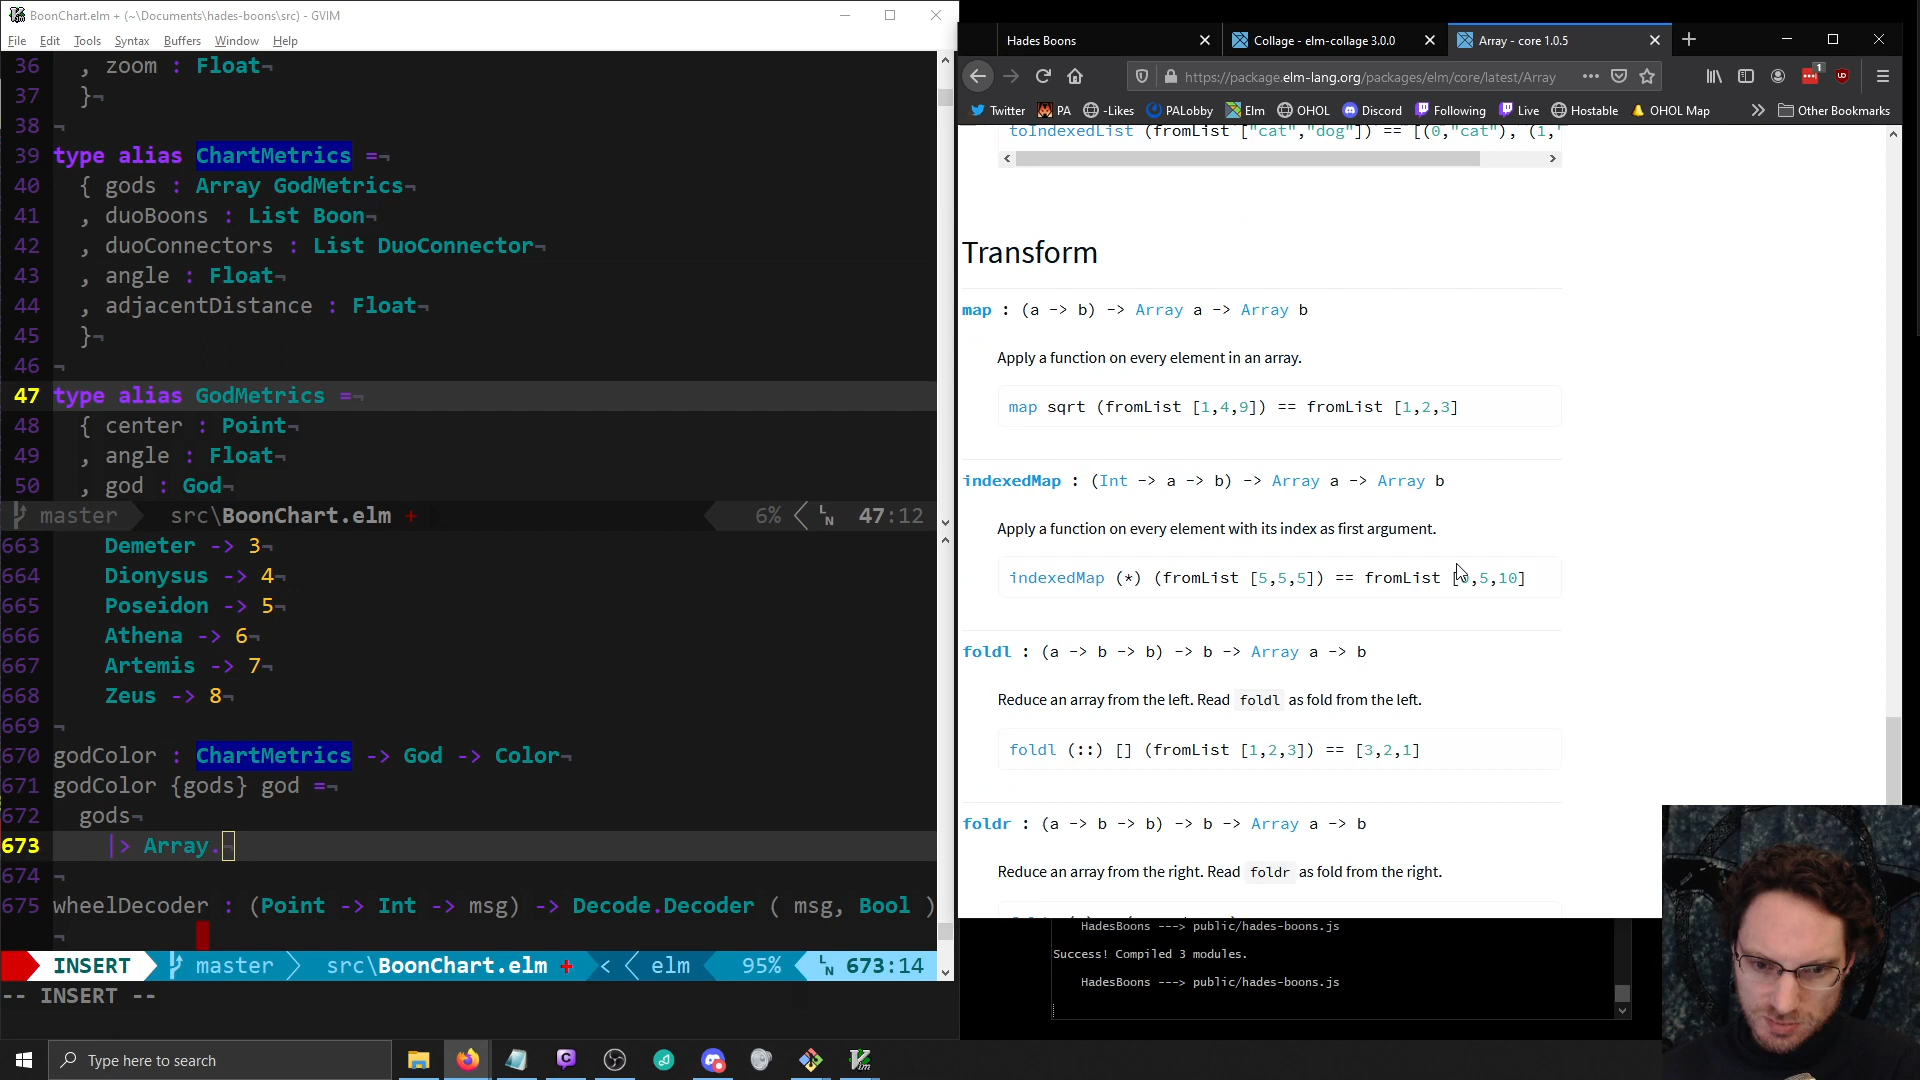 BoonChart.elm + (~\Documents\hades-boons\src) - GVIM
File Edit Tools Syntax Buffers Window Help
36 , zoom : Float¬
37 }¬
38 ¬
39 type alias ChartMetrics =¬
40 { gods : Array GodMetrics¬
41 , duoBoons : List Boon¬
42 , duoConnectors : List DuoConnector¬
43 , angle : Float¬
44 , adjacentDistance : Float¬
45 }¬
46 ¬
47 type alias GodMetrics =¬
48 { center : Point¬
49 , angle : Float¬
50 , god : God¬
master src\BoonChart.elm + 6% LN 47:12
663 Demeter -> 3¬
664 Dionysus -> 4¬
665 Poseidon -> 5¬
666 Athena -> 6¬
667 Artemis -> 7¬
668 Zeus -> 8¬
669 ¬
670 godColor : ChartMetrics -> God -> Color¬
671 godColor {gods} god =¬
672 gods¬
673 |> Array.¬
674 ¬
675 wheelDecoder : (Point -> Int -> msg) -> Decode.Decoder ( msg, Bool )
¬
INSERT master src\BoonChart.elm + < elm 95% LN 673:14
-- INSERT --
Hades Boons
Collage - elm-collage 3.0.0
Array - core 1.0.5
https://package.elm-lang.org/packages/elm/core/latest/Array
1
Twitter PA -Likes PALobby Elm OHOL Discord Following Live Hostable OHOL Map Other Bookmarks
toIndexedList (fromList ["cat","dog"]) == [(0,"cat"), (1,"
Transform
map : (a -> b) -> Array a -> Array b
Apply a function on every element in an array.
map sqrt (fromList [1,4,9]) == fromList [1,2,3]
indexedMap : (Int -> a -> b) -> Array a -> Array b
Apply a function on every element with its index as first argument.
indexedMap (*) (fromList [5,5,5]) == fromList [0,5,10]
foldl : (a -> b -> b) -> b -> Array a -> b
Reduce an array from the left. Read foldl as fold from the left.
foldl (::) [] (fromList [1,2,3]) == [3,2,1]
foldr : (a -> b -> b) -> b -> Array a -> b
Reduce an array from the right. Read foldr as fold from the right.
HadesBoons ---> public/hades-boons.js
Success! Compiled 3 modules.
HadesBoons ---> public/hades-boons.js
Type here to search